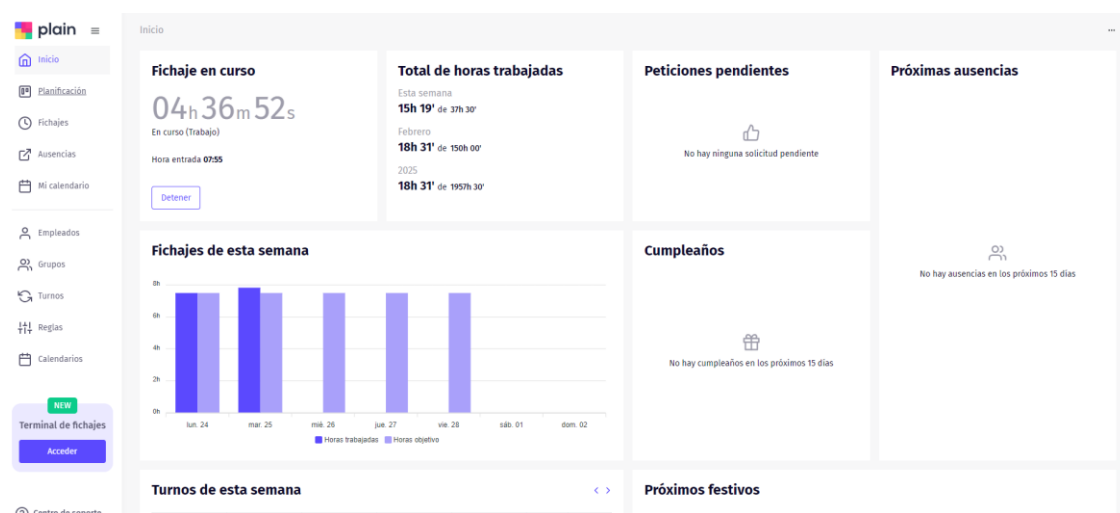 plain
Inicio
Planificación
Fichajes
Ausencias
Mi calendario
Empleados
Grupos
Turnos
Reglas
Calendarios
NEW
Terminal de fichajes
Acceder
Centro de soporte
Inicio
Fichaje en curso
04h 36m 52s
En curso (Trabajo)
Hora entrada 07:55
Detener
Total de horas trabajadas
Esta semana
15h 19' de 37h 30'
Febrero
18h 31' de 150h 00'
2025
18h 31' de 1957h 30'
Peticiones pendientes
No hay ninguna solicitud pendiente
Próximas ausencias
No hay ausencias en los próximos 15 días
Fichajes de esta semana
8h
6h
4h
2h
0h
lun. 24 mar. 25 mié. 26 jue. 27 vie. 28 sáb. 01 dom. 02
Horas trabajadas Horas objetivo
Cumpleaños
No hay cumpleaños en los próximos 15 días
Turnos de esta semana
Próximos festivos